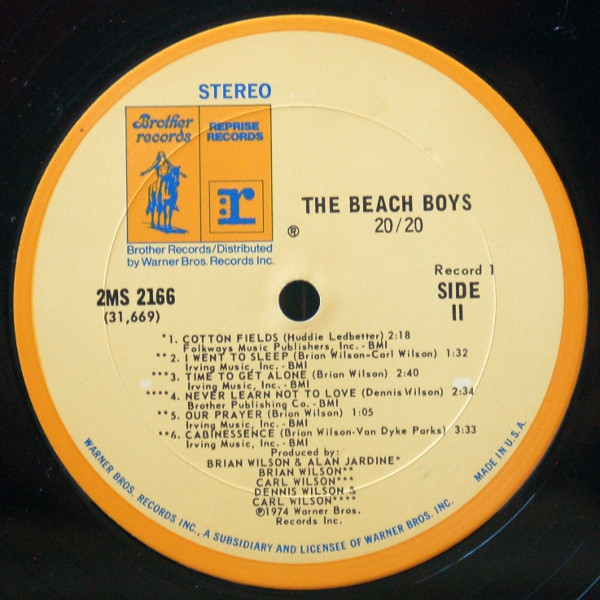 STEREO
Brother
records
REPRISE
RECORDS
r
Brother Records/Distributed
by Warner Bros. Records Inc.
®
THE BEACH BOYS
20/20
Record 1
SIDE
II
2MS 2166
(31,669)
*1. COTTON FIELDS (Huddie Ledbetter) 2:18
Folkways Music Publishers, Inc. - BMI
**2. I WENT TO SLEEP (Brian Wilson-Carl Wilson) 1:32
Irving Music, Inc. - BMI
***3. TIME TO GET ALONE (Brian Wilson) 2:40
Irving Music, Inc. - BMI
****4. NEVER LEARN NOT TO LOVE (Dennis Wilson) 2:34
Brother Publishing Co. - BMI
**5. OUR PRAYER (Brian Wilson) 1:05
Irving Music, Inc. - BMI
**6. CABINESSENCE (Brian Wilson-Van Dyke Parks) 3:33
Irving Music, Inc. - BMI
Produced by:
BRIAN WILSON & ALAN JARDINE*
BRIAN WILSON**
CARL WILSON***
DENNIS WILSON &
CARL WILSON****
℗1974 Warner Bros.
Records Inc.
WARNER BROS. RECORDS INC., A SUBSIDIARY AND LICENSEE OF WARNER BROS. INC.
MADE IN U.S.A.